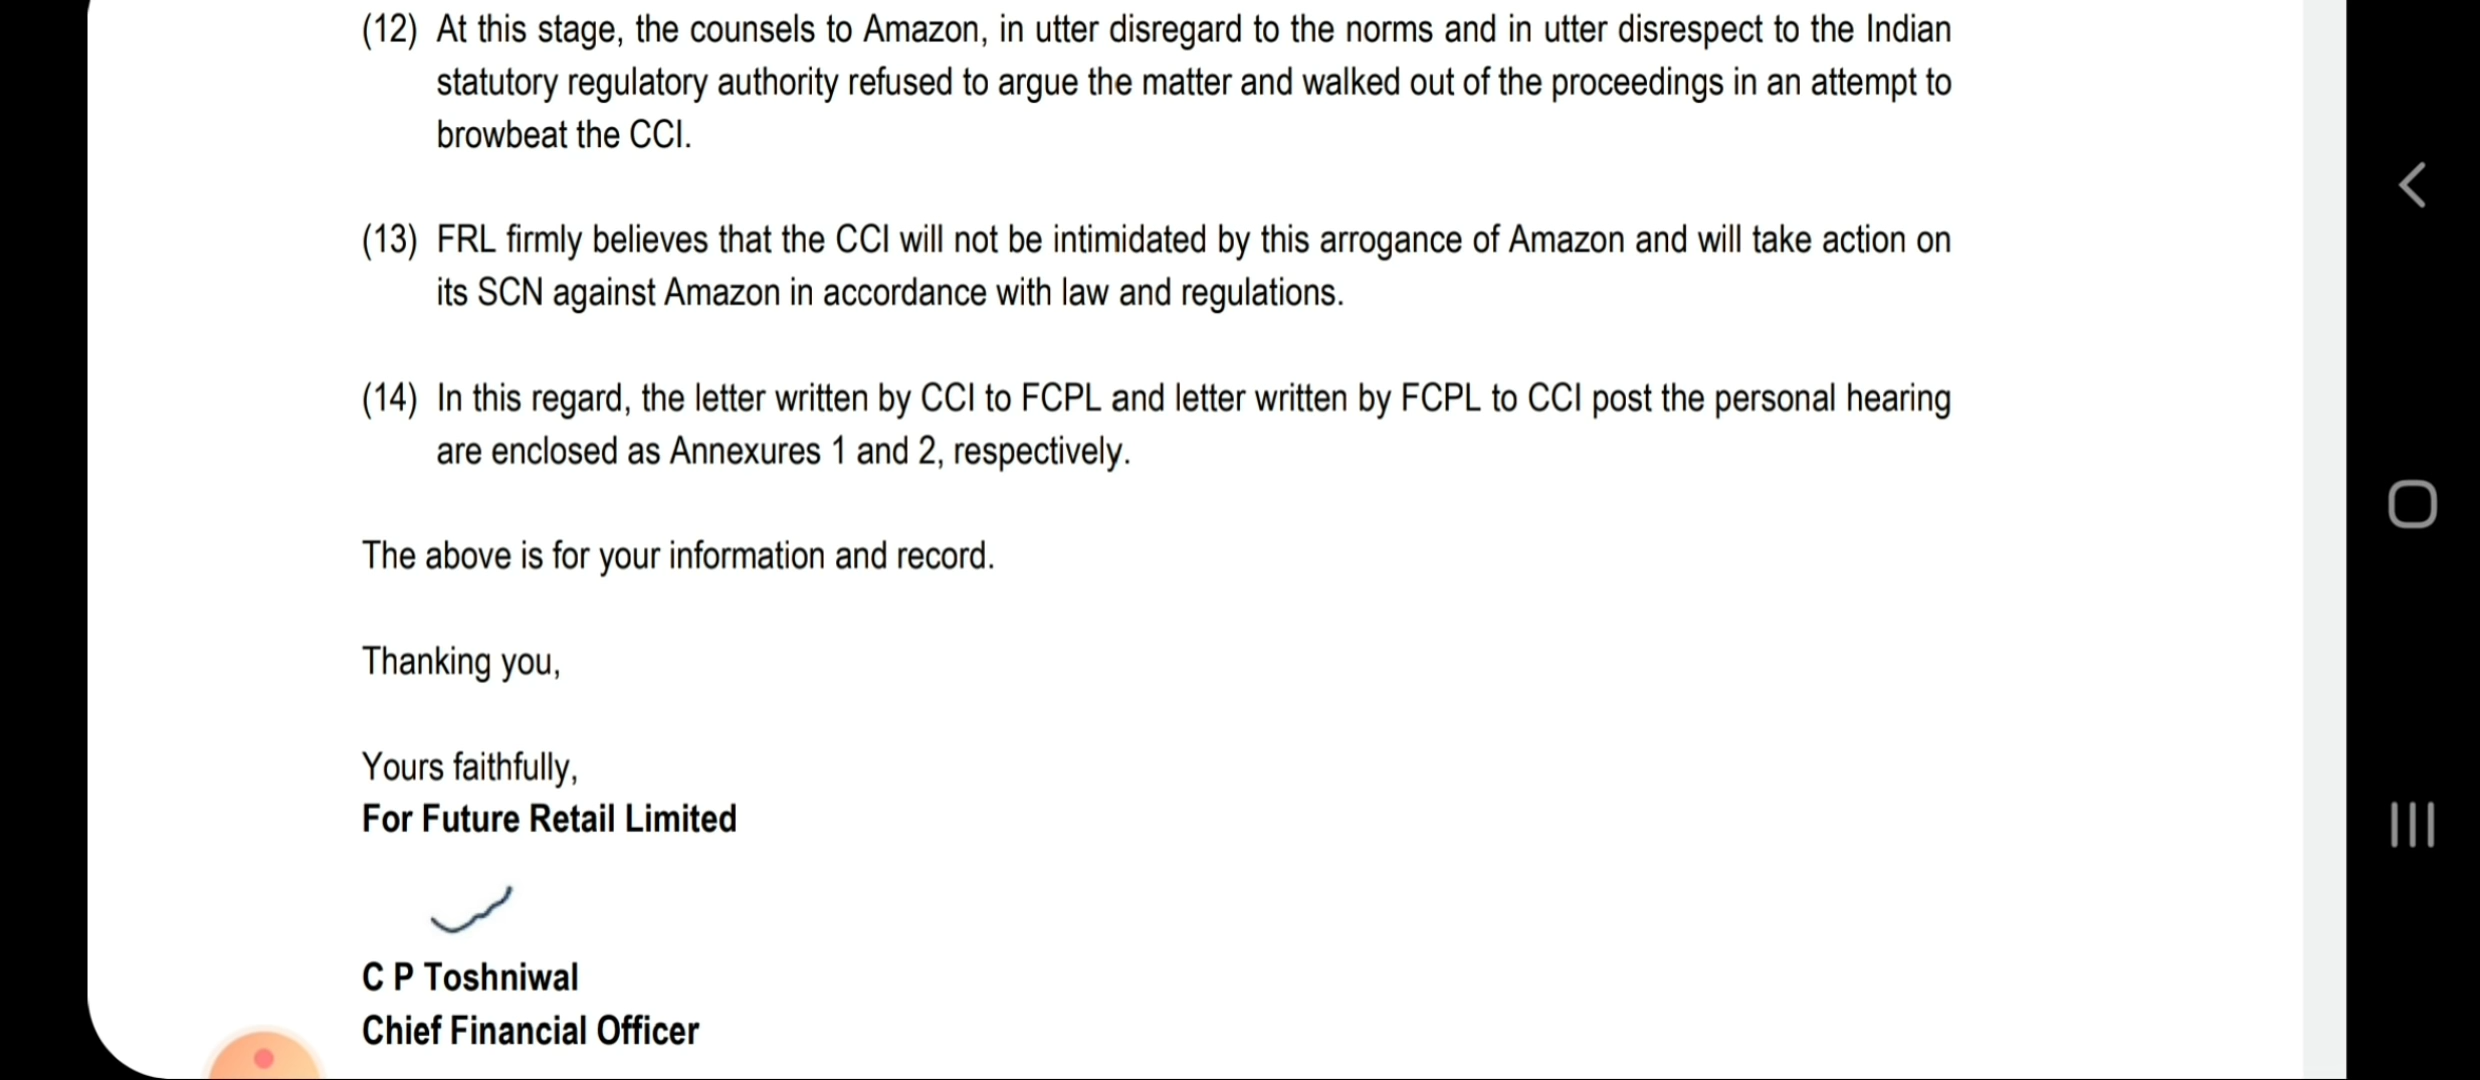 (12) At this stage, the counsels to Amazon, in utter disregard to the norms and in utter disrespect to the Indian
statutory regulatory authority refused to argue the matter and walked out of the proceedings in an attempt to
browbeat the CCI.
(13) FRL firmly believes that the CCI will not be intimidated by this arrogance of Amazon and will take action on
its SCN against Amazon in accordance with law and regulations.
(14) In this regard, the letter written by CCI to FCPL and letter written by FCPL to CCI post the personal hearing
are enclosed as Annexures 1 and 2, respectively.
The above is for your information and record.
Thanking you,
Yours faithfully,
For Future Retail Limited
C P Toshniwal
Chief Financial Officer